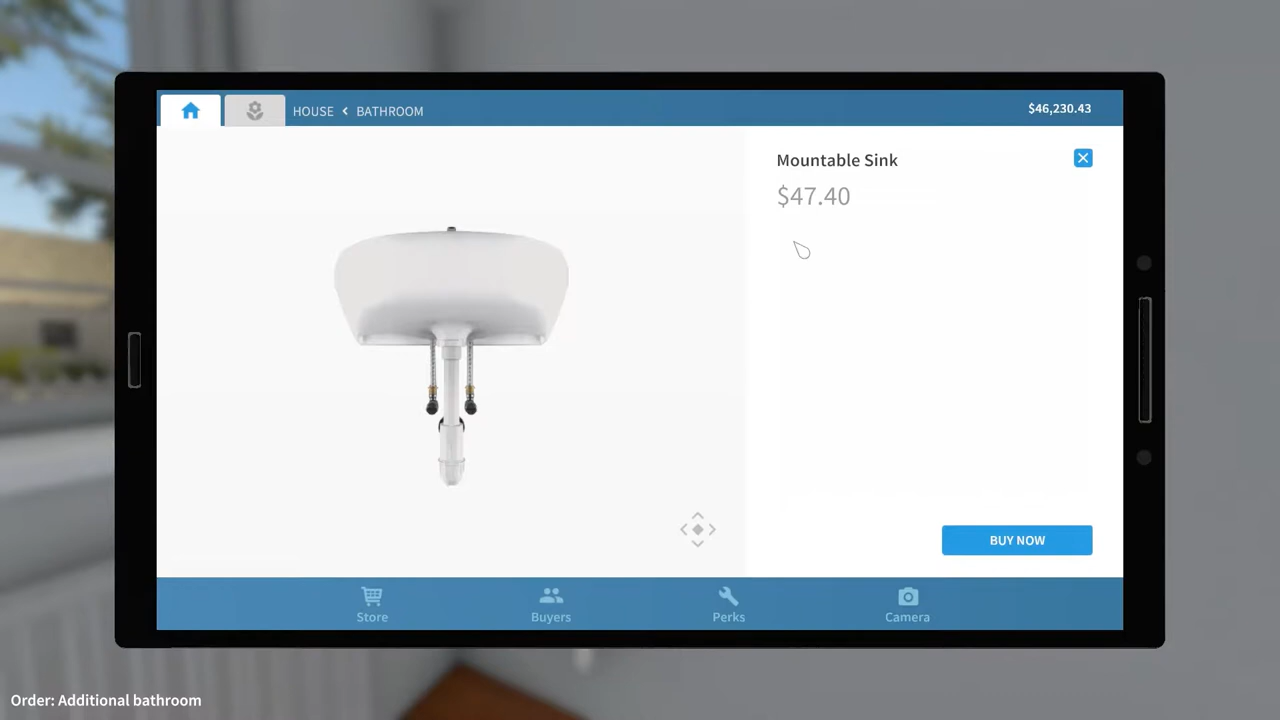 HOUSE < BATHROOM
$46,230.43
Mountable Sink
$47.40
BUY NOW
Store
Buyers
Perks
Camera
Order: Additional bathroom